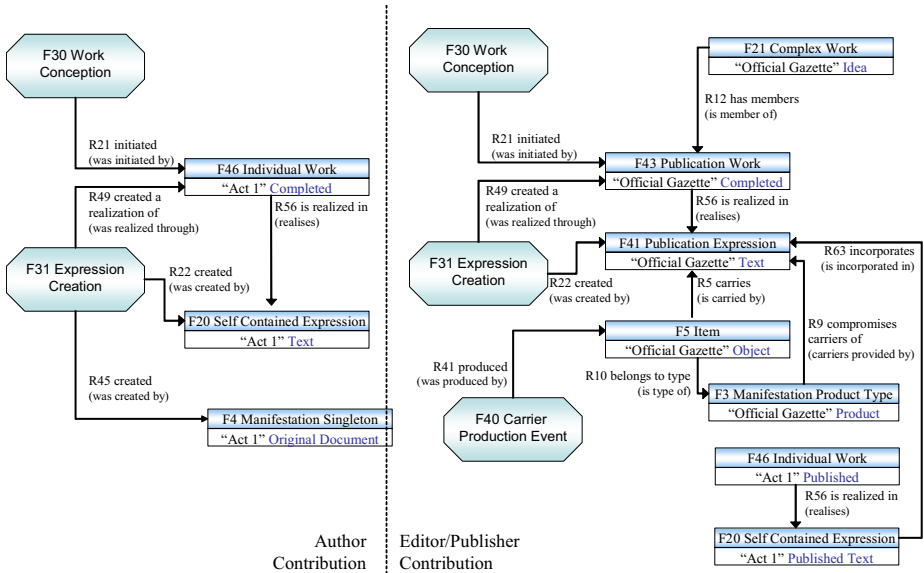 F30 Work
Conception
R21 initiated
(was initiated by)
F46 Individual Work
“Act 1” Completed
R49 created a
realization of
(was realized through)
R56 is realized in
(realises)
F31 Expression
Creation
R22 created
(was created by)
F20 Self Contained Expression
“Act 1” Text
R45 created
(was created by)
F4 Manifestation Singleton
“Act 1” Original Document
Author
Contribution
F30 Work
Conception
F21 Complex Work
“Official Gazette” Idea
R12 has members
(is member of)
R21 initiated
(was initiated by)
F43 Publication Work
“Official Gazette” Completed
R49 created a
realization of
(was realized through)
R56 is realized in
(realises)
F41 Publication Expression
“Official Gazette” Text
R63 incorporates
(is incorporated in)
F31 Expression
Creation
R22 created
(was created by)
R5 carries
(is carried by)
F5 Item
“Official Gazette” Object
R9 compromises
carriers of
(carriers provided by)
R41 produced
(was produced by)
R10 belongs to type
(is type of)
F3 Manifestation Product Type
“Official Gazette” Product
F40 Carrier
Production Event
F46 Individual Work
“Act 1” Published
R56 is realized in
(realises)
F20 Self Contained Expression
“Act 1” Published Text
Editor/Publisher
Contribution